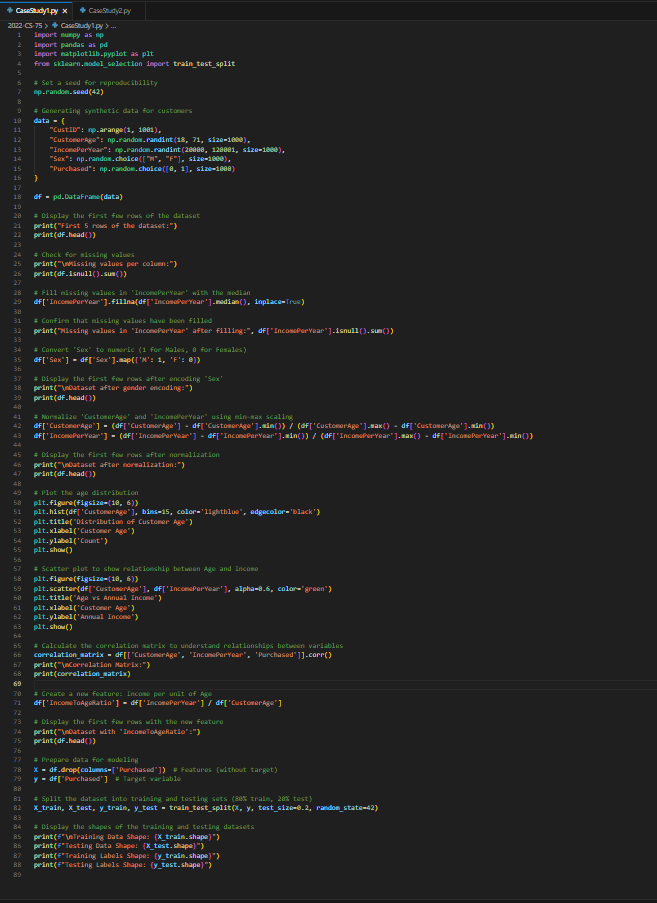 CaseStudy1.py × CaseStudy2.py
2022-CS-75 > CaseStudy1.py > ...
1 import numpy as np
2 import pandas as pd
3 import matplotlib.pyplot as plt
4 from sklearn.model_selection import train_test_split
5
6 # Set a seed for reproducibility
7 np.random.seed(42)
8
9 # Generating synthetic data for customers
10 data = {
11     "CustID": np.arange(1, 1001),
12     "CustomerAge": np.random.randint(18, 71, size=1000),
13     "IncomePerYear": np.random.randint(20000, 120001, size=1000),
14     "Sex": np.random.choice(["M", "F"], size=1000),
15     "Purchased": np.random.choice([0, 1], size=1000)
16 }
17
18 df = pd.DataFrame(data)
19
20 # Display the first few rows of the dataset
21 print("First 5 rows of the dataset:")
22 print(df.head())
23
24 # Check for missing values
25 print("\nMissing values per column:")
26 print(df.isnull().sum())
27
28 # Fill missing values in 'IncomePerYear' with the median
29 df['IncomePerYear'].fillna(df['IncomePerYear'].median(), inplace=True)
30
31 # Confirm that missing values have been filled
32 print("Missing values in 'IncomePerYear' after filling:", df['IncomePerYear'].isnull().sum())
33
34 # Convert 'Sex' to numeric (1 for Males, 0 for Females)
35 df['Sex'] = df['Sex'].map({'M': 1, 'F': 0})
36
37 # Display the first few rows after encoding 'Sex'
38 print("\nDataset after gender encoding:")
39 print(df.head())
40
41 # Normalize 'CustomerAge' and 'IncomePerYear' using min-max scaling
42 df['CustomerAge'] = (df['CustomerAge'] - df['CustomerAge'].min()) / (df['CustomerAge'].max() - df['CustomerAge'].min())
43 df['IncomePerYear'] = (df['IncomePerYear'] - df['IncomePerYear'].min()) / (df['IncomePerYear'].max() - df['IncomePerYear'].min())
44
45 # Display the first few rows after normalization
46 print("\nDataset after normalization:")
47 print(df.head())
48
49 # Plot the age distribution
50 plt.figure(figsize=(10, 6))
51 plt.hist(df['CustomerAge'], bins=15, color='lightblue', edgecolor='black')
52 plt.title('Distribution of Customer Age')
53 plt.xlabel('Customer Age')
54 plt.ylabel('Count')
55 plt.show()
56
57 # Scatter plot to show relationship between Age and Income
58 plt.figure(figsize=(10, 6))
59 plt.scatter(df['CustomerAge'], df['IncomePerYear'], alpha=0.6, color='green')
60 plt.title('Age vs Annual Income')
61 plt.xlabel('Customer Age')
62 plt.ylabel('Annual Income')
63 plt.show()
64
65 # Calculate the correlation matrix to understand relationships between variables
66 correlation_matrix = df[['CustomerAge', 'IncomePerYear', 'Purchased']].corr()
67 print("\nCorrelation Matrix:")
68 print(correlation_matrix)
69
70 # Create a new feature: income per unit of Age
71 df['IncomeToAgeRatio'] = df['IncomePerYear'] / df['CustomerAge']
72
73 # Display the first few rows with the new feature
74 print("\nDataset with 'IncomeToAgeRatio':")
75 print(df.head())
76
77 # Prepare data for modeling
78 X = df.drop(columns=['Purchased'])  # Features (without target)
79 y = df['Purchased']  # Target variable
80
81 # Split the dataset into training and testing sets (80% train, 20% test)
82 X_train, X_test, y_train, y_test = train_test_split(X, y, test_size=0.2, random_state=42)
83
84 # Display the shapes of the training and testing datasets
85 print(f"\nTraining Data Shape: {X_train.shape}")
86 print(f"Testing Data Shape: {X_test.shape}")
87 print(f"Training Labels Shape: {y_train.shape}")
88 print(f"Testing Labels Shape: {y_test.shape}")
89